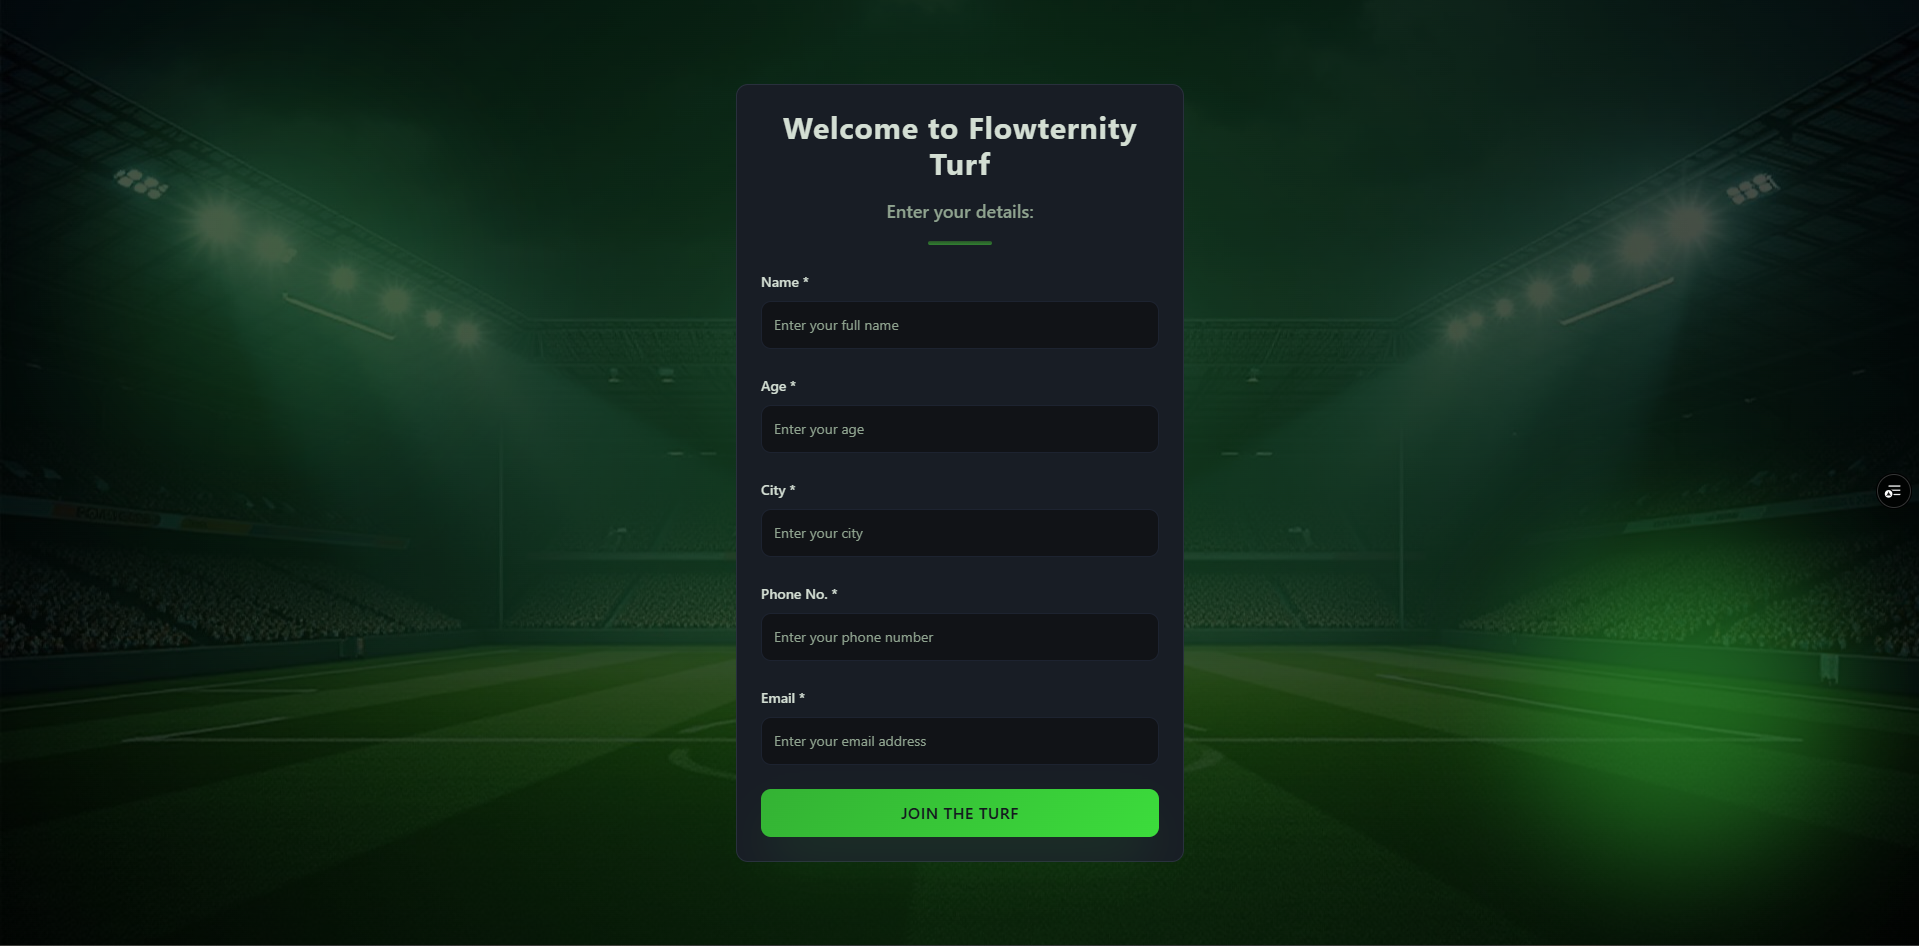 Welcome to Flowternity
Turf
Enter your details:
Name *
Enter your full name
Age *
Enter your age
City *
Enter your city
Phone No. *
Enter your phone number
Email *
Enter your email address
JOIN THE TURF